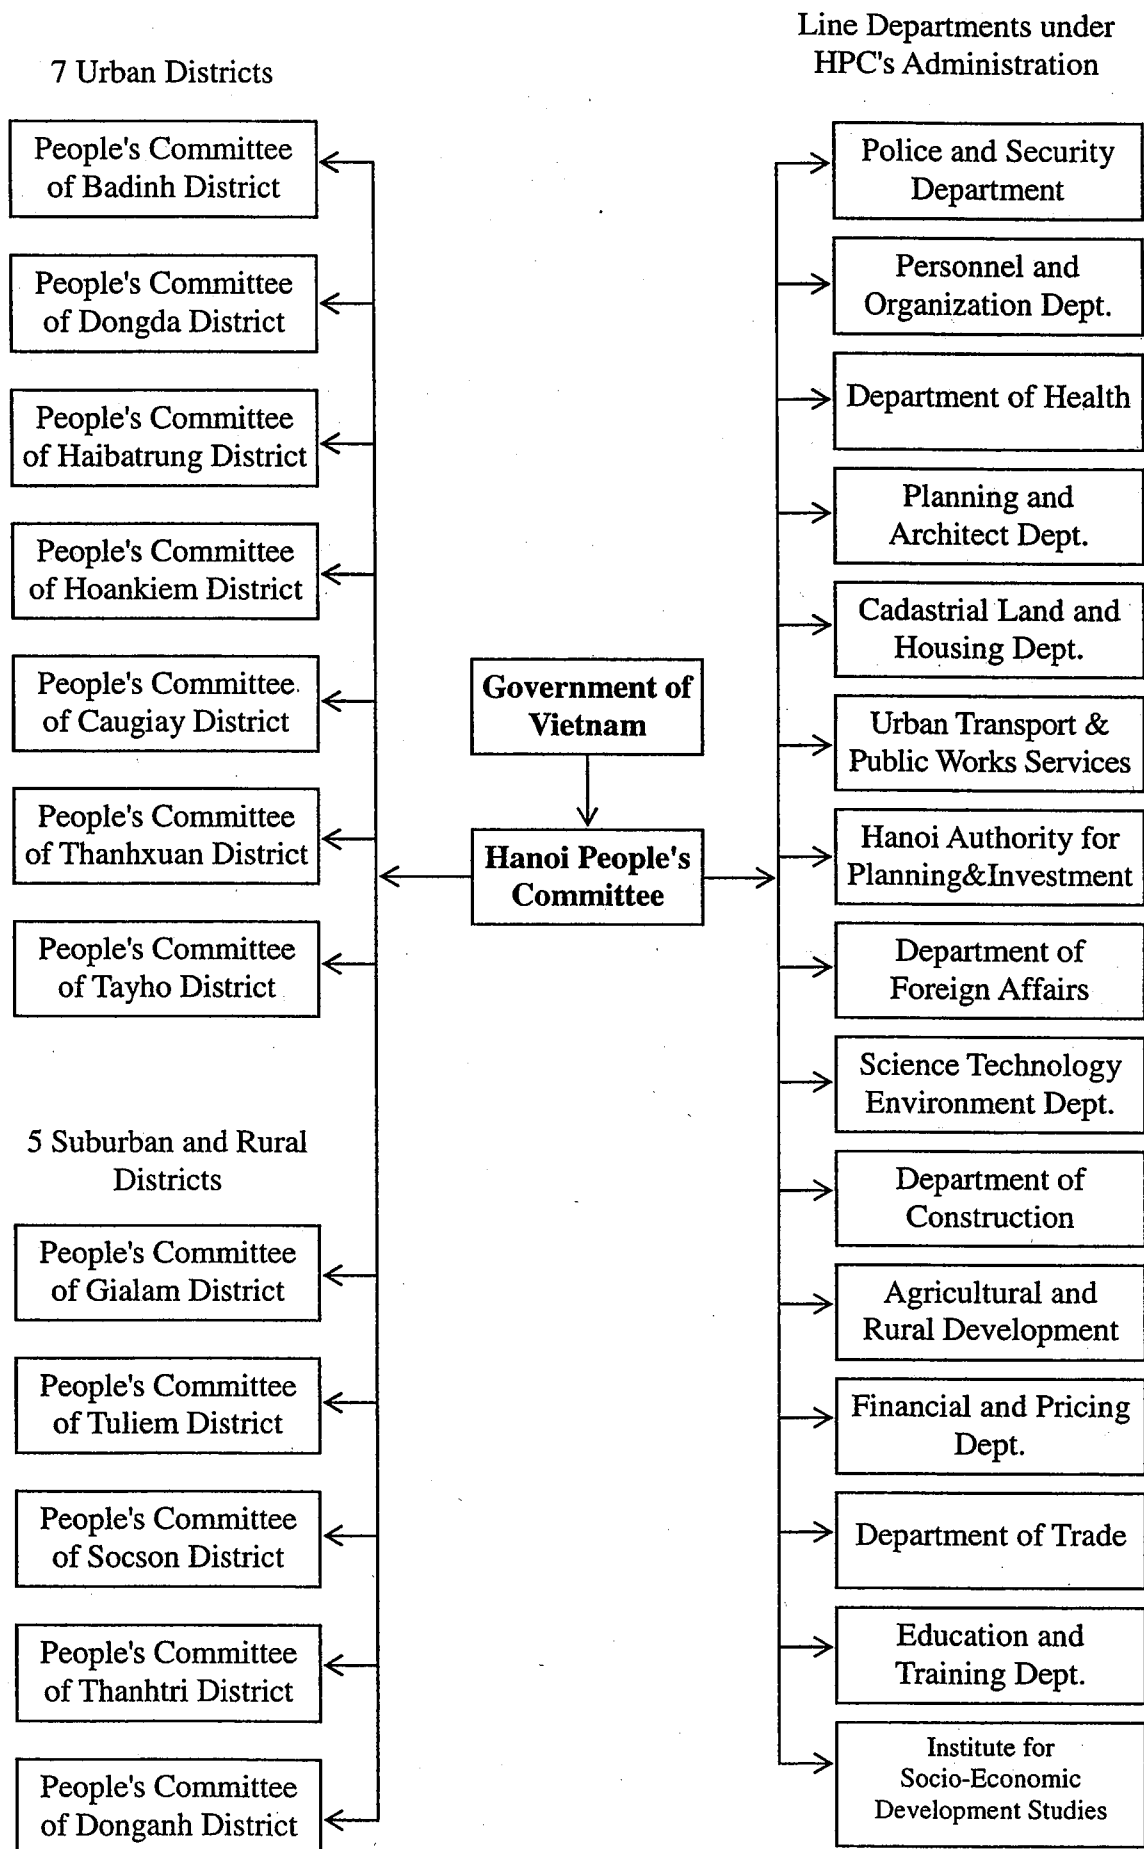 7 Urban Districts
People's Committee
of Badinh District
People's Committee
of Dongda District
People's Committee
of Haibatrung District
People's Committee
of Hoankiem District
People's Committee
of Caugiay District
People's Committee
of Thanhxuan District
People's Committee
of Tayho District
5 Suburban and Rural
Districts
People's Committee
of Gialam District
People's Committee
of Tuliem District
People's Committee
of Socson District
People's Committee
of Thanhtri District
People's Committee
of Donganh District
Government of
Vietnam
Hanoi People's
Committee
Line Departments under
HPC's Administration
Police and Security
Department
Personnel and
Organization Dept.
Department of Health
Planning and
Architect Dept.
Cadastrial Land and
Housing Dept.
Urban Transport &
Public Works Services
Hanoi Authority for
Planning&Investment
Department of
Foreign Affairs
Science Technology
Environment Dept.
Department of
Construction
Agricultural and
Rural Development
Financial and Pricing
Dept.
Department of Trade
Education and
Training Dept.
Institute for
Socio-Economic
Development Studies